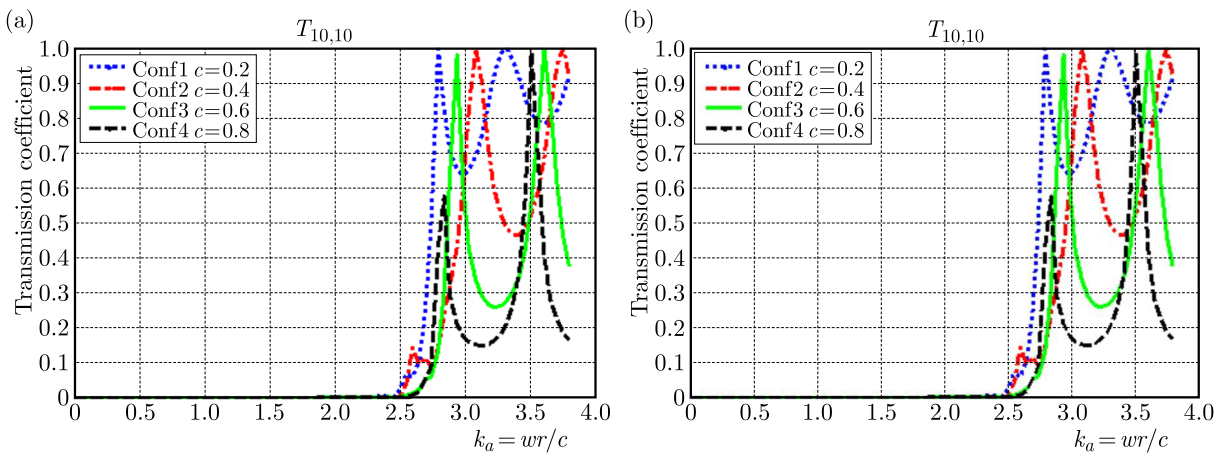 (a)
T10,10
Transmission coefficient
1.0
0.9
0.8
0.7
0.6
0.5
0.4
0.3
0.2
0.1
0
Conf1 c=0.2
Conf2 c=0.4
Conf3 c=0.6
Conf4 c=0.8
0 0.5 1.0 1.5 2.0 2.5 3.0 3.5 4.0
ka=wr/c
(b)
T10,10
Transmission coefficient
1.0
0.9
0.8
0.7
0.6
0.5
0.4
0.3
0.2
0.1
0
Conf1 c=0.2
Conf2 c=0.4
Conf3 c=0.6
Conf4 c=0.8
0 0.5 1.0 1.5 2.0 2.5 3.0 3.5 4.0
ka=wr/c